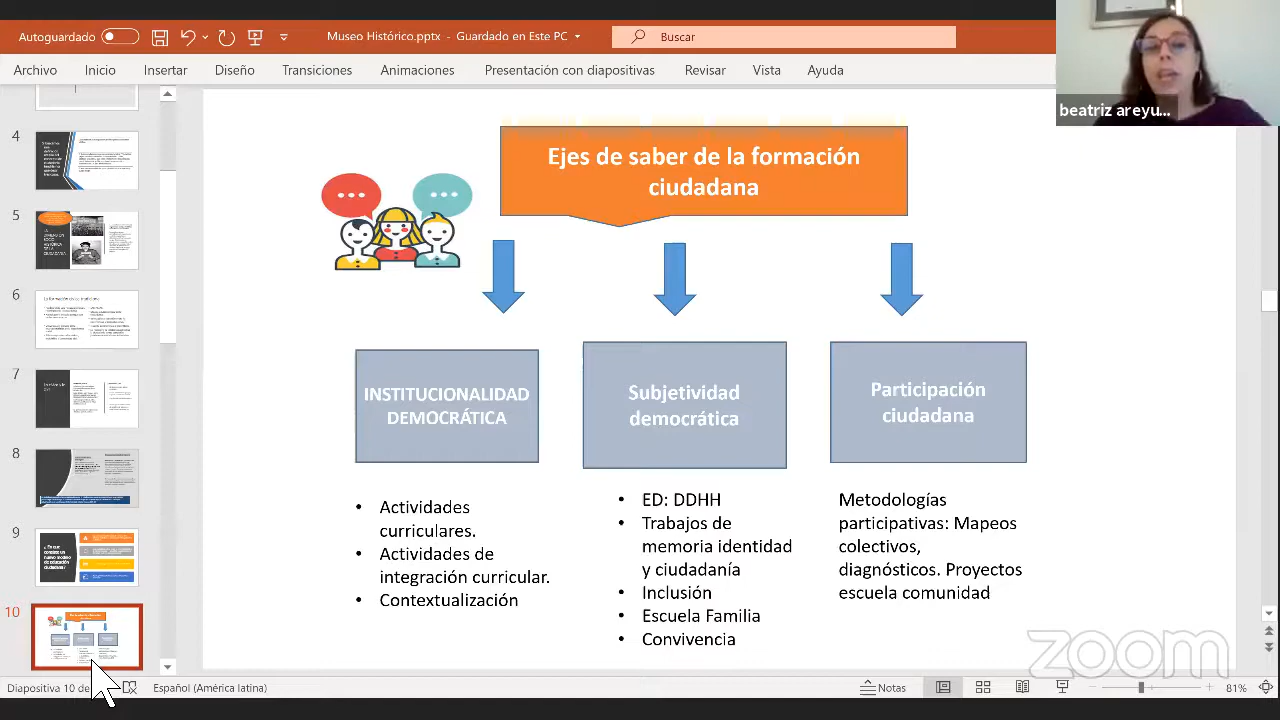 Autoguardado
Museo Histórico.pptx - Guardado en Este PC
Buscar
Archivo
Inicio
Insertar
Diseño
Transiciones
Animaciones
Presentación con diapositivas
Revisar
Vista
Ayuda
beatriz areyu...
4
5
6
7
8
9
10
Ejes de saber de la formación
ciudadana
INSTITUCIONALIDAD
DEMOCRÁTICA
Subjetividad
democrática
Participación
ciudadana
• Actividades
curriculares.
• Actividades de
integración curricular.
• Contextualización
• ED: DDHH
• Trabajos de
memoria identidad
y ciudadanía
• Inclusión
• Escuela Familia
• Convivencia
Metodologías
participativas: Mapeos
colectivos,
diagnósticos. Proyectos
escuela comunidad
zoom
Diapositiva 10 de
Español (América latina)
Notas
81%